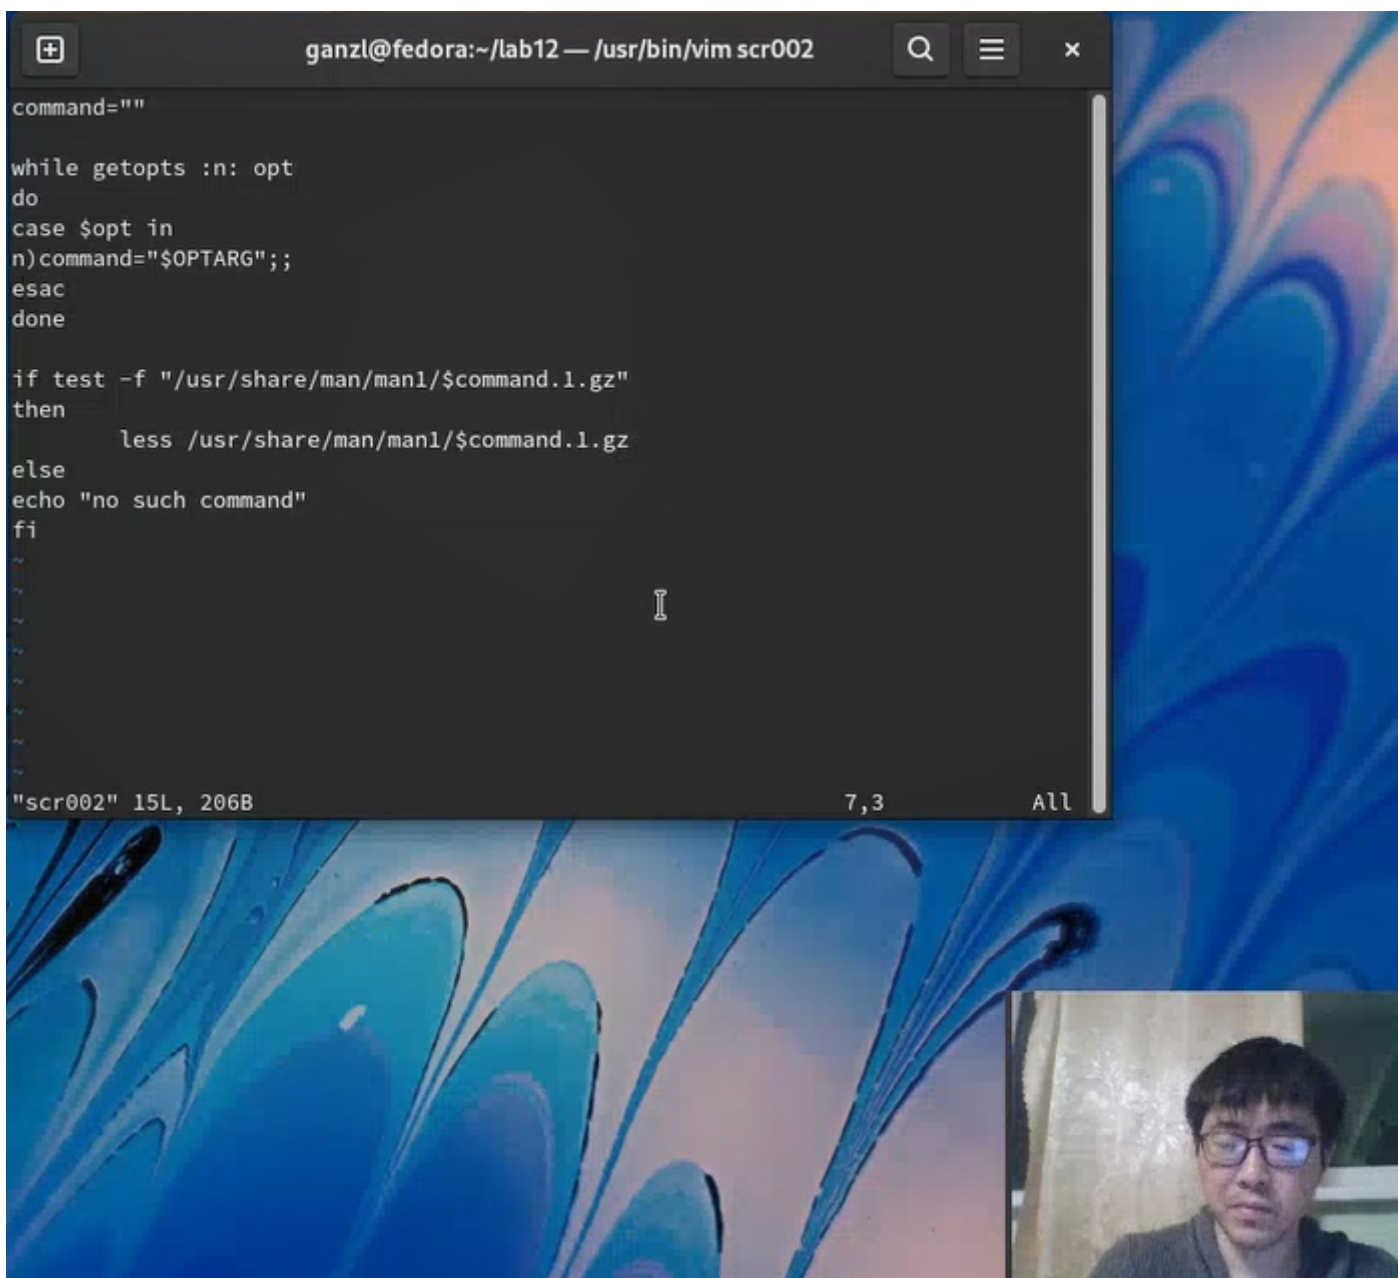 ganzl@fedora:~/lab12 — /usr/bin/vim scr002
command=""
while getopts :n: opt
do
case $opt in
n)command="$OPTARG";;
esac
done
if test -f "/usr/share/man/man1/$command.1.gz"
then
        less /usr/share/man/man1/$command.1.gz
else
echo "no such command"
fi
~
~
~
~
~
~
~
~
"scr002" 15L, 206B 7,3 All